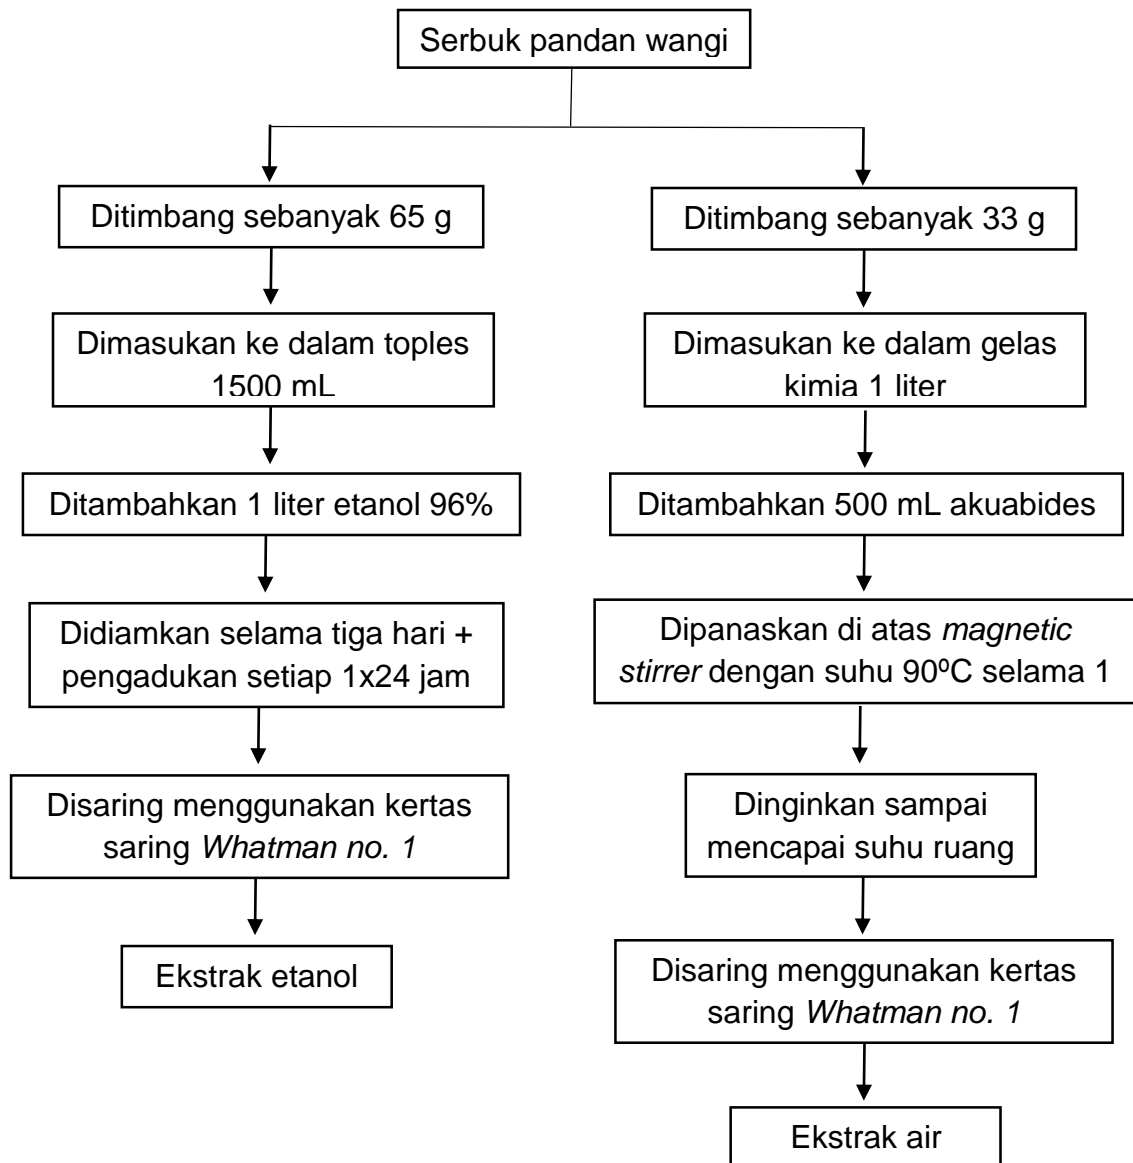 Serbuk pandan wangi
Ditimbang sebanyak 65 g
Dimasukan ke dalam toples
1500 mL
Ditambahkan 1 liter etanol 96%
Didiamkan selama tiga hari +
pengadukan setiap 1x24 jam
Disaring menggunakan kertas
saring Whatman no. 1
Ekstrak etanol
Ditimbang sebanyak 33 g
Dimasukan ke dalam gelas
kimia 1 liter
Ditambahkan 500 mL akuabides
Dipanaskan di atas magnetic
stirrer dengan suhu 90ºC selama 1
Dinginkan sampai
mencapai suhu ruang
Disaring menggunakan kertas
saring Whatman no. 1
Ekstrak air